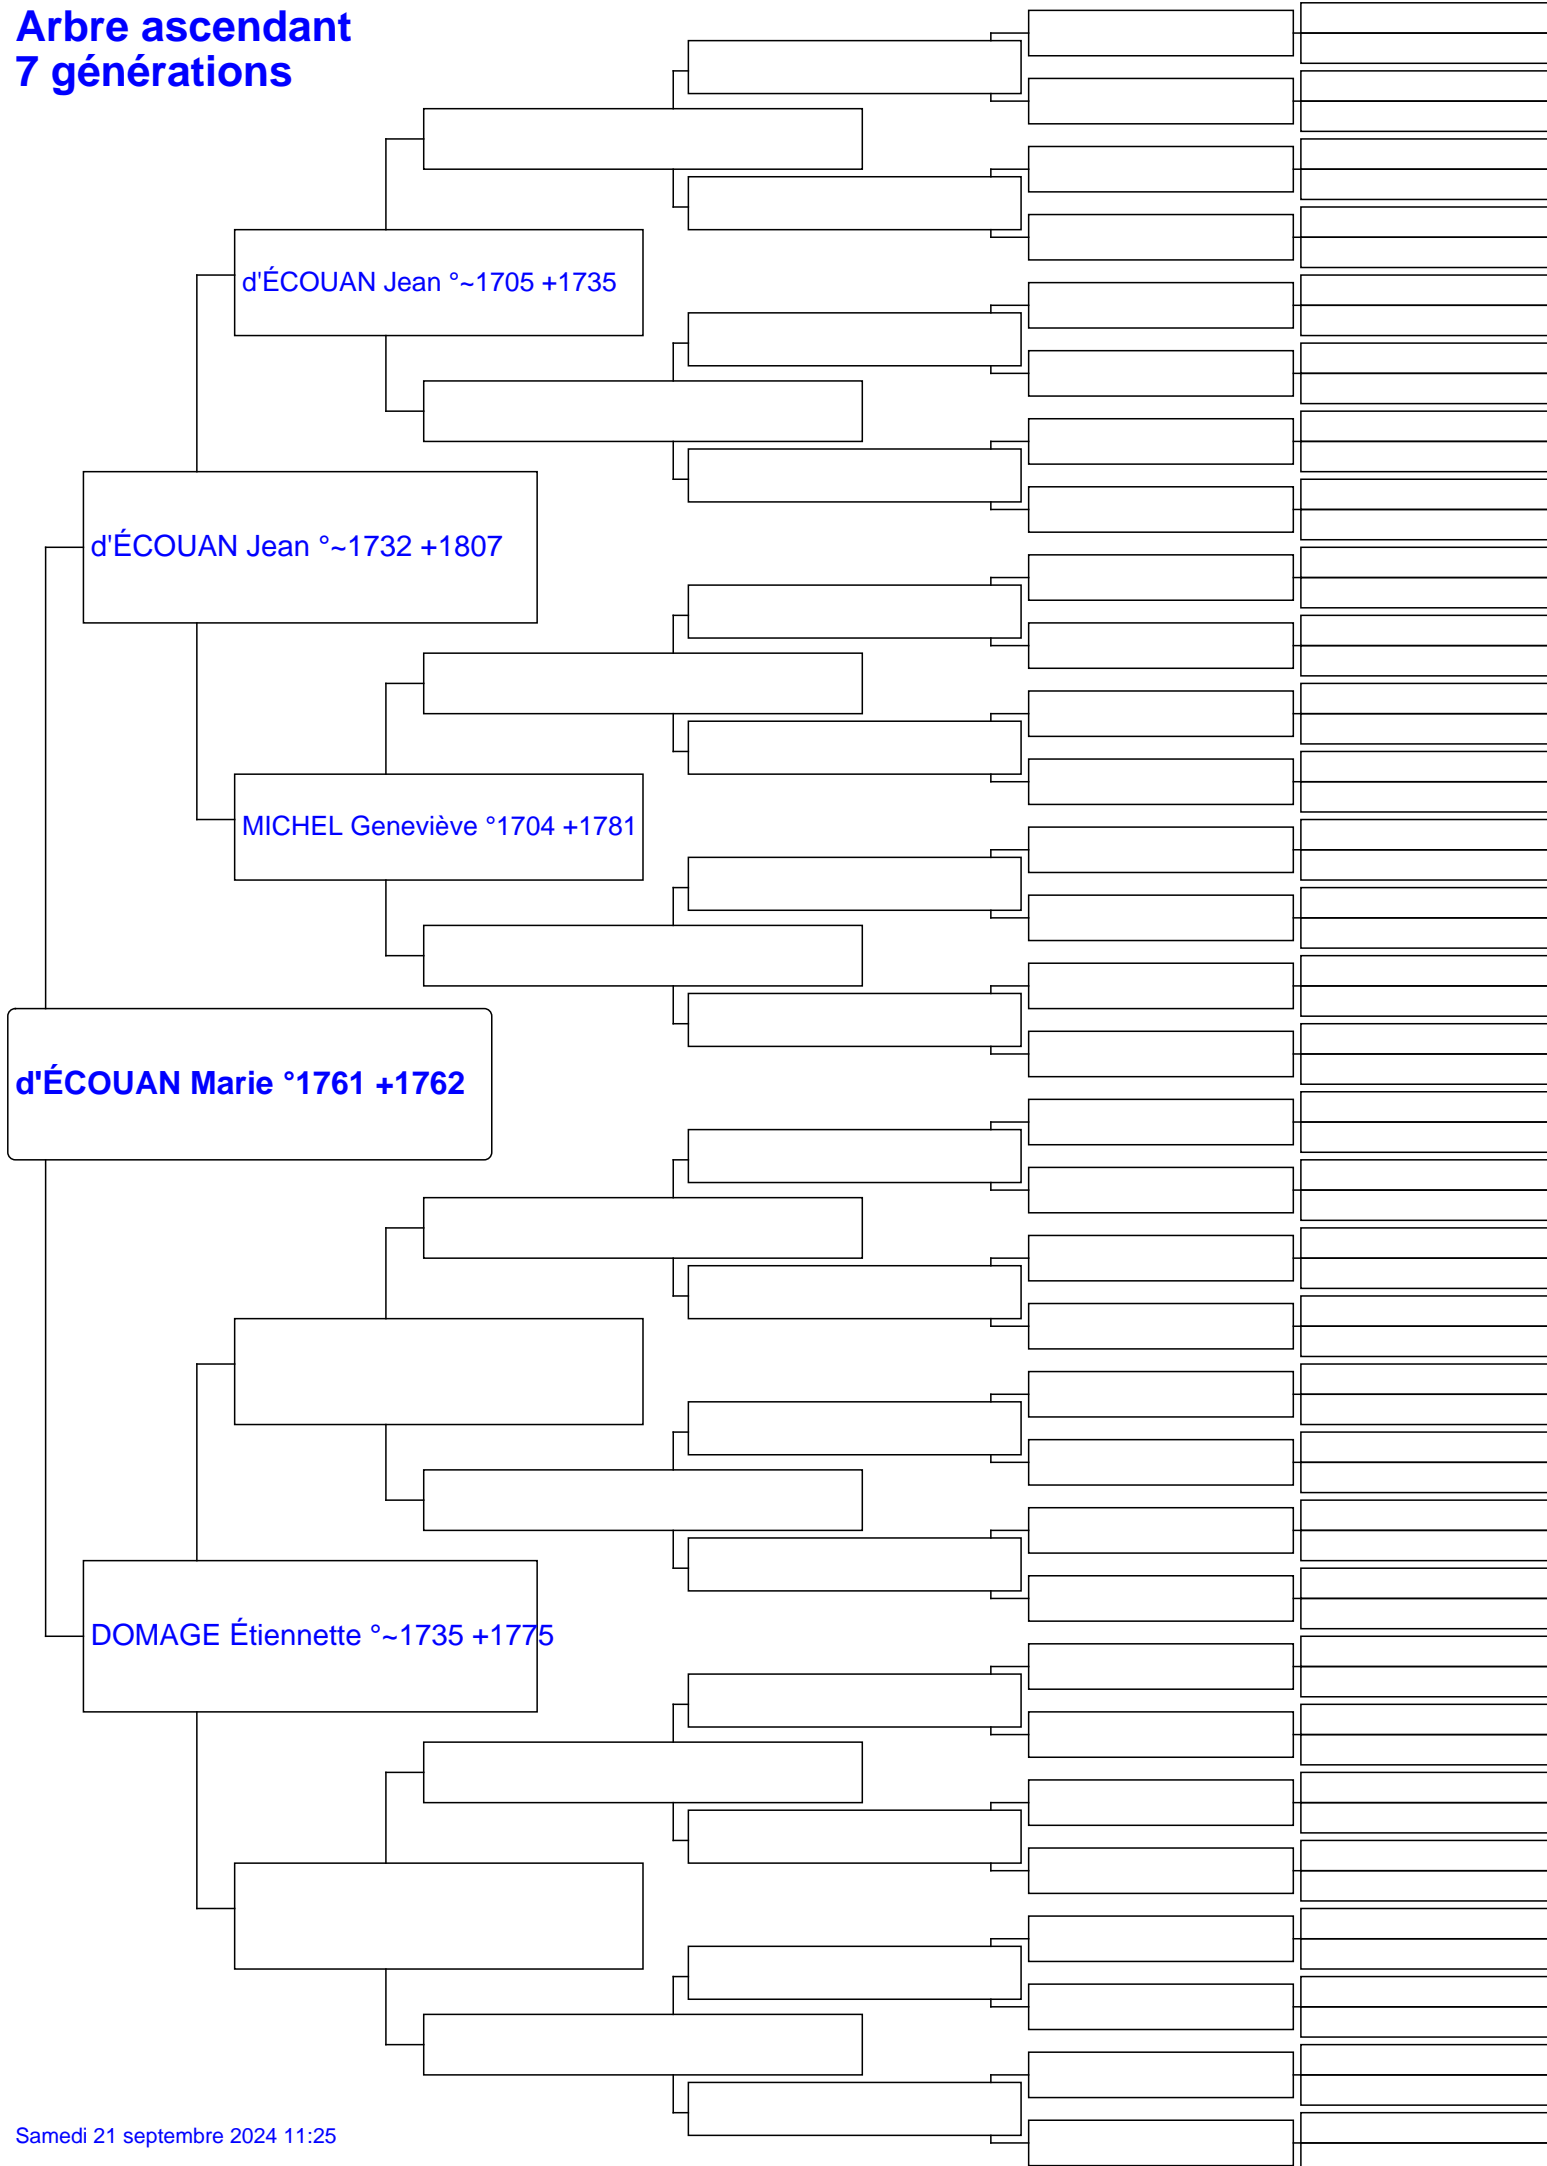 Arbre ascendant
7 générations
d'ÉCOUAN Jean °~1705 +1735
d'ÉCOUAN Jean °~1732 +1807
MICHEL Geneviève °1704 +1781
d'ÉCOUAN Marie °1761 +1762
DOMAGE Étiennette °~1735 +1775
Samedi 21 septembre 2024 11:25